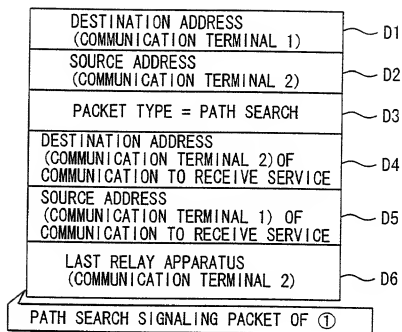 DESTINATION ADDRESS
(COMMUNICATION TERMINAL 1)
D1
SOURCE ADDRESS
(COMMUNICATION TERMINAL 2)
D2
PACKET TYPE = PATH SEARCH
D3
DESTINATION ADDRESS
(COMMUNICATION TERMINAL 2)OF
COMMUNICATION TO RECEIVE SERVICE
D4
SOURCE ADDRESS
(COMMUNICATION TERMINAL 1) OF
COMMUNICATION TO RECEIVE SERVICE
D5
LAST RELAY APPARATUS
(COMMUNICATION TERMINAL 2)
D6
PATH SEARCH SIGNALING PACKET OF ①